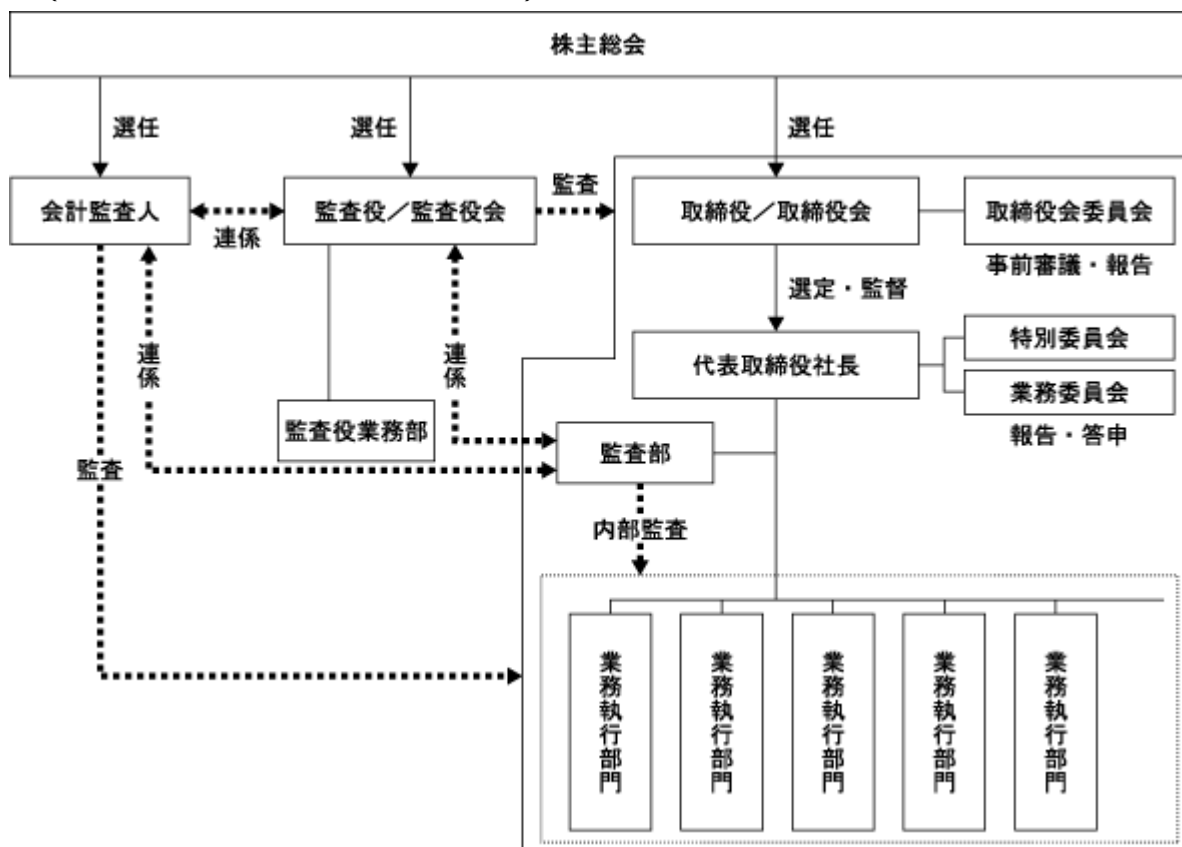 株主総会
選任
選任
選任
会計監査人
連係
監査役／監査役会
監査
取締役／取締役会
取締役会委員会
事前審議・報告
選定・監督
代表取締役社長
特別委員会
業務委員会
報告・答申
連係
連係
監査役業務部
監査部
監査
内部監査
業務執行部門
業務執行部門
業務執行部門
業務執行部門
業務執行部門